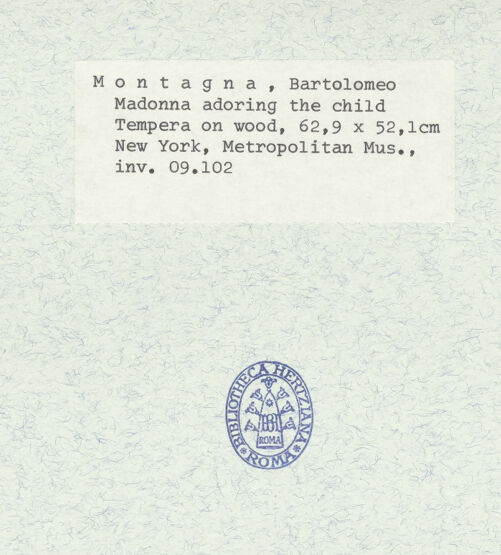 M o n t a g n a , Bartolomeo
Madonna adoring the child
Tempera on wood, 62,9 x 52,1cm
New York, Metropolitan Mus.,
inv. 09.102
BIBLIOTHECA HERTZIANA
BH
ROMA
* ROMA *